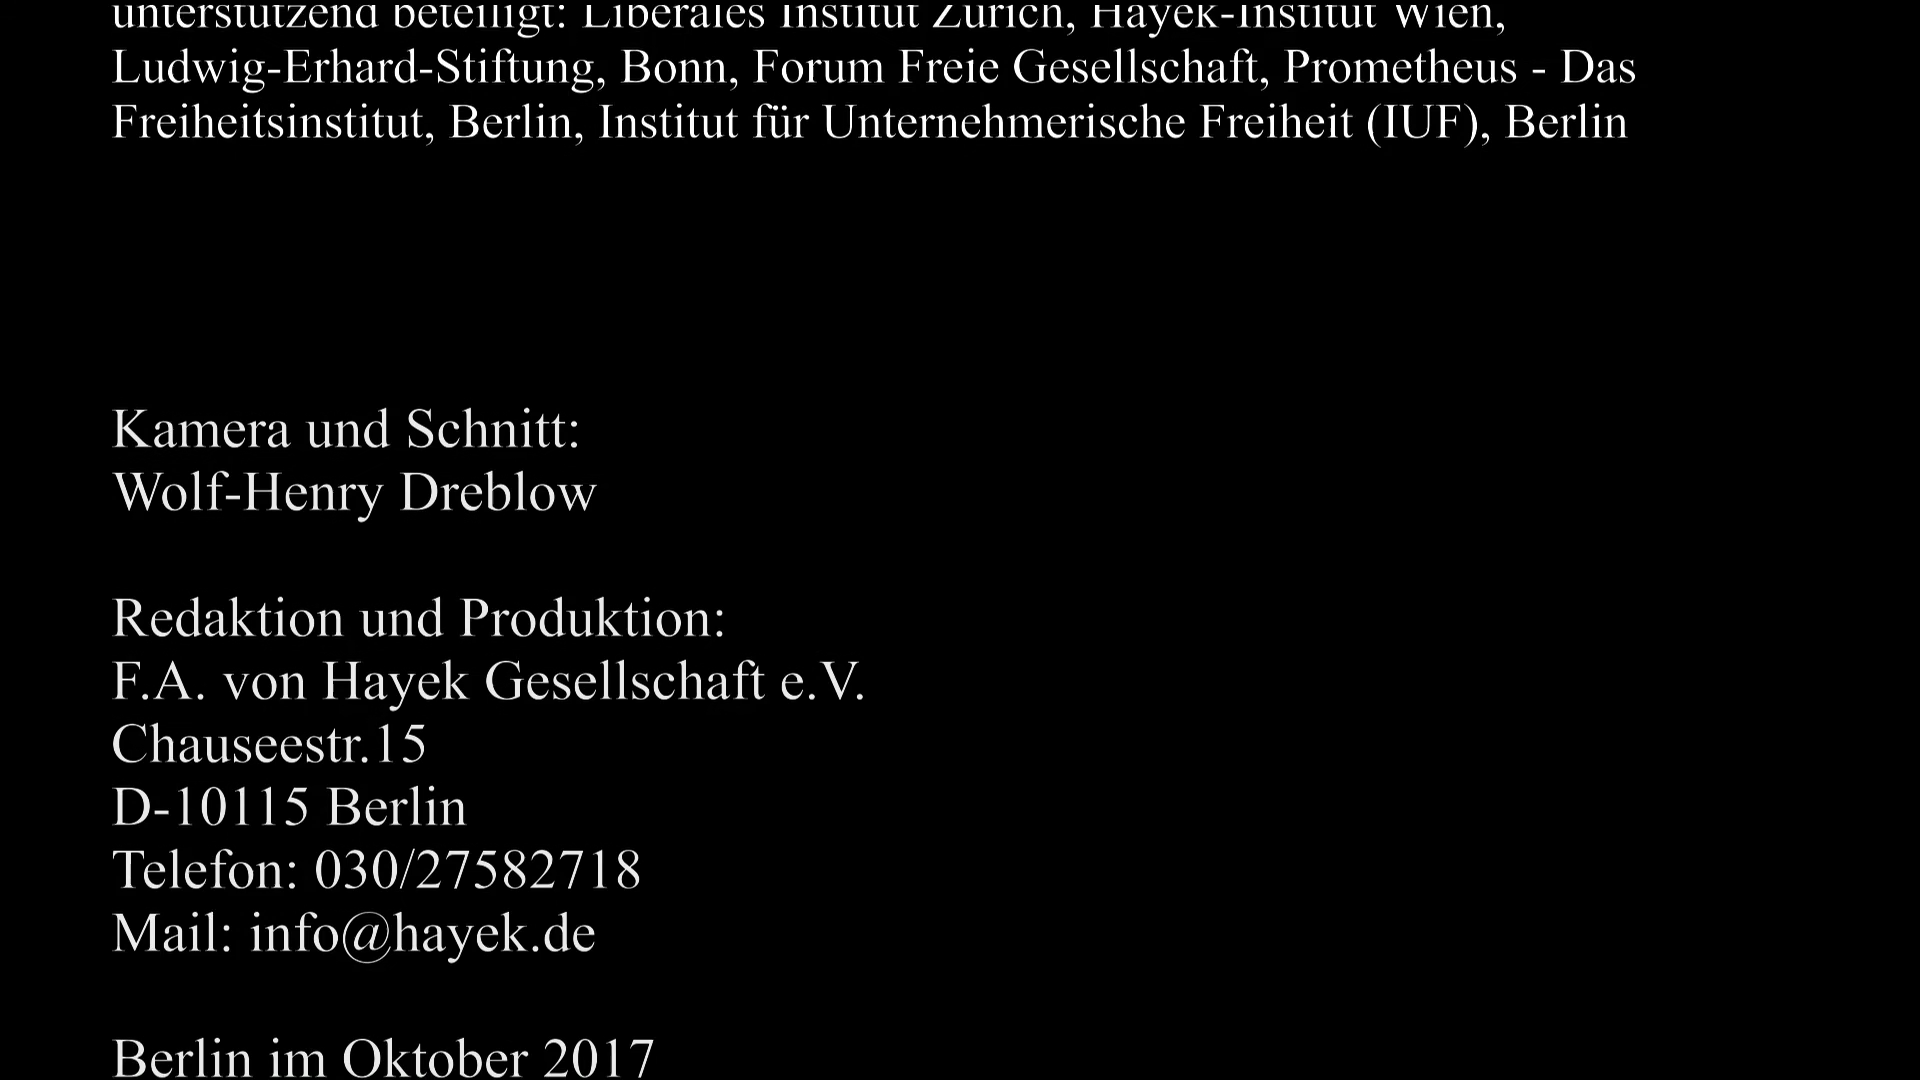 unterstützend beteiligt: Liberales Institut Zürich, Hayek-Institut Wien,
Ludwig-Erhard-Stiftung, Bonn, Forum Freie Gesellschaft, Prometheus - Das
Freiheitsinstitut, Berlin, Institut für Unternehmerische Freiheit (IUF), Berlin
Kamera und Schnitt:
Wolf-Henry Dreblow
Redaktion und Produktion:
F.A. von Hayek Gesellschaft e.V.
Chauseestr.15
D-10115 Berlin
Telefon: 030/27582718
Mail: info@hayek.de
Berlin im Oktober 2017